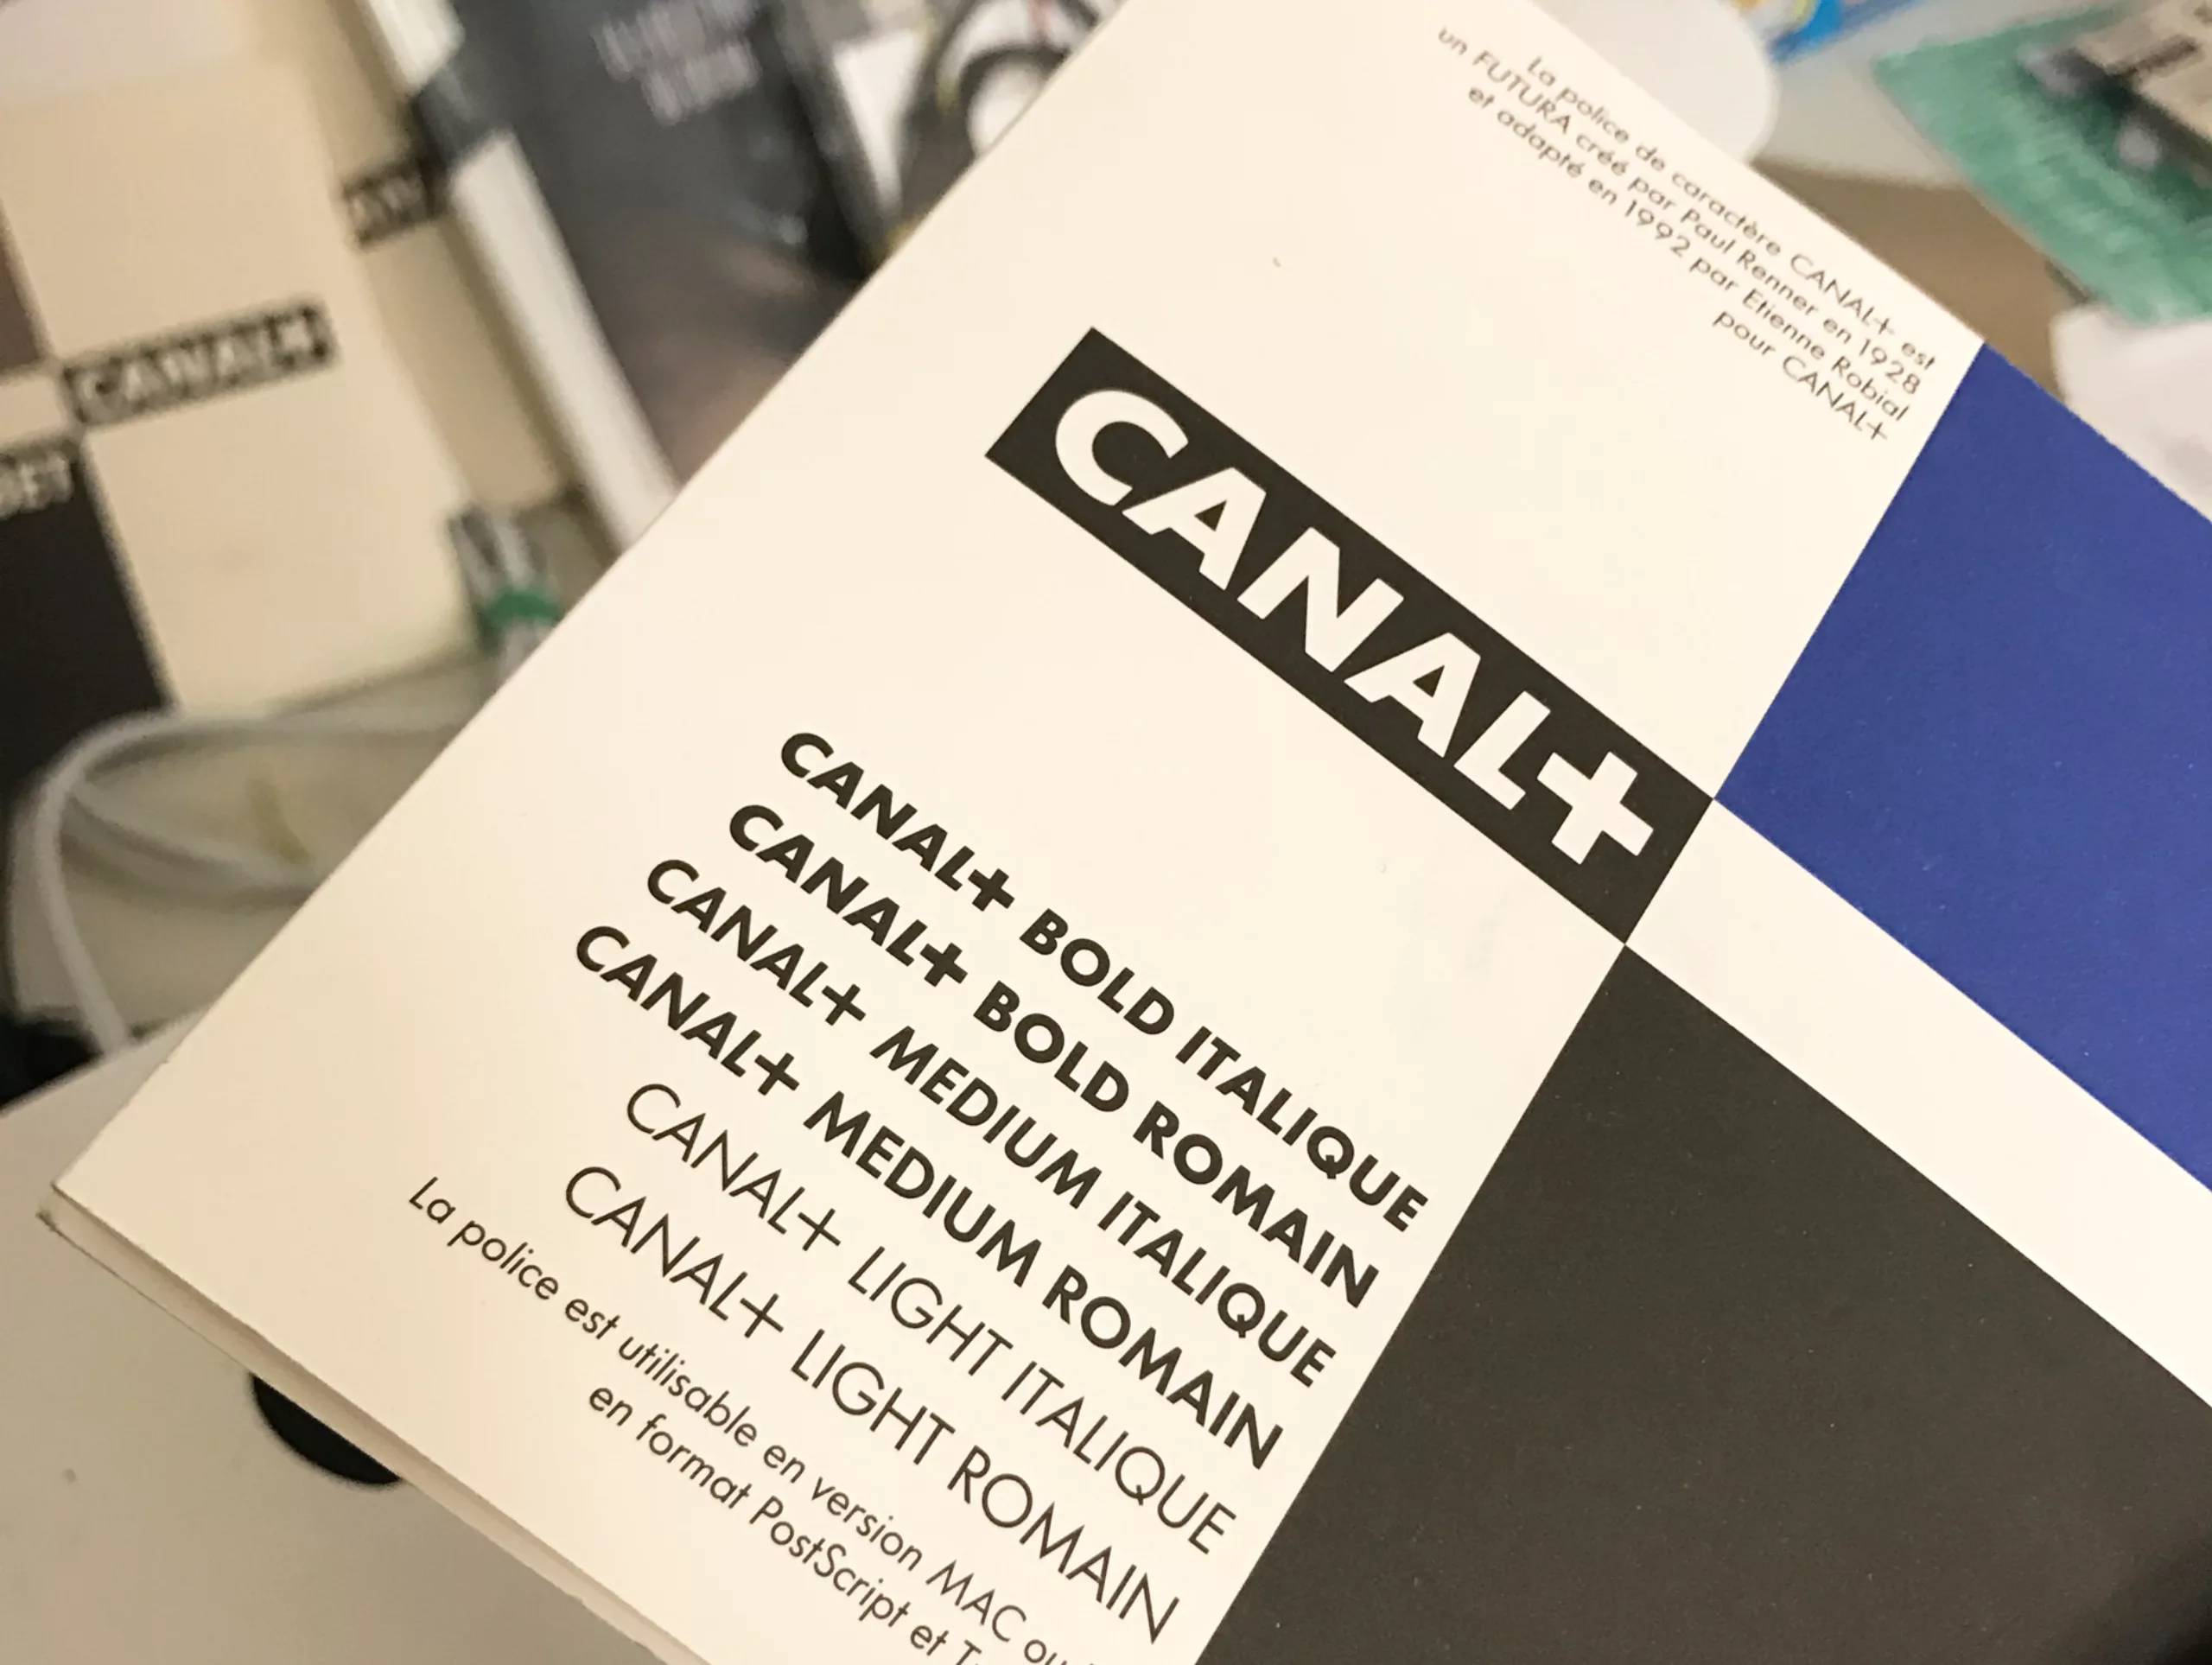 La police de caractère CANAL+ est
un FUTURA créé par Paul Renner en 1928
et adapté en 1992 par Etienne Robial
pour CANAL+
CANAL+
CANAL+ BOLD ITALIQUE
CANAL+ BOLD ROMAIN
CANAL+ MEDIUM ITALIQUE
CANAL+ MEDIUM ROMAIN
CANAL+ LIGHT ITALIQUE
CANAL+ LIGHT ROMAIN
La police est utilisable en version MAC ou
en format PostScript et
CANAL+